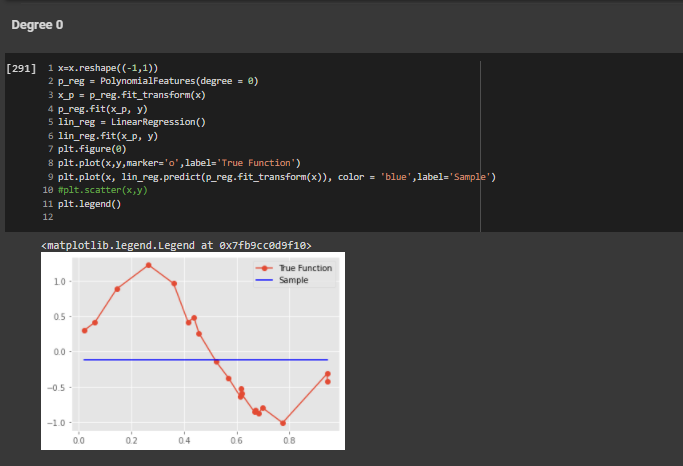 Degree 0
[291]
1 x=x.reshape((-1,1))
2 p_reg = PolynomialFeatures(degree = 0)
3 x_p = p_reg.fit_transform(x)
4 p_reg.fit(x_p, y)
5 lin_reg = LinearRegression()
6 lin_reg.fit(x_p, y)
7 plt.figure(0)
8 plt.plot(x,y,marker='o',label='True Function')
9 plt.plot(x, lin_reg.predict(p_reg.fit_transform(x)), color = 'blue',label='Sample')
10 #plt.scatter(x,y)
11 plt.legend()
12
<matplotlib.legend.Legend at 0x7fb9cc0d9f10>
True Function
Sample
1.0
0.5
0.0
−0.5
−1.0
0.0 0.2 0.4 0.6 0.8